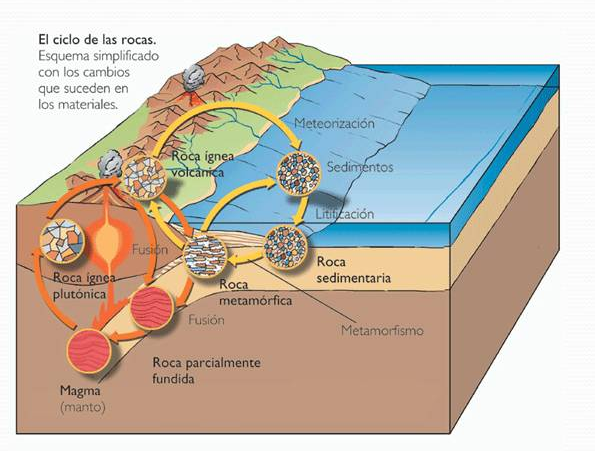 El ciclo de las rocas.
Esquema simplificado
con los cambios
que suceden en
los materiales.
Meteorización
Roca ígnea
volcánica
Sedimentos
Litificación
Fusión
Roca
sedimentaria
Roca ígnea
plutónica
Roca
metamórfica
Fusión
Metamorfismo
Roca parcialmente
fundida
Magma
(manto)